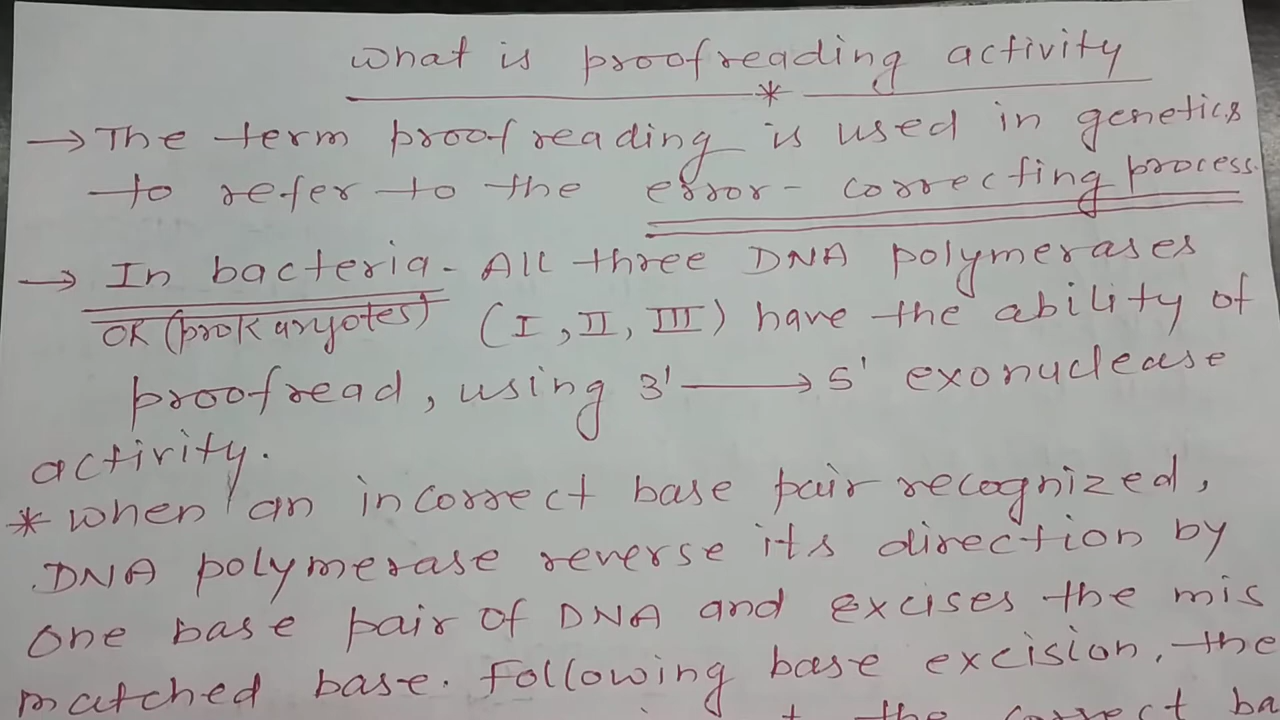 What is proofreading activity
*
→ The term proofreading is used in genetics
to refer to the error-correcting process.
→ In bacteria - All three DNA polymerases
OR (prokaryotes) (I, II, III) have the ability of
proofread, using 3' → 5' exonuclease
activity.
* When an incorrect base pair recognized,
DNA polymerase reverse its direction by
one base pair of DNA and excises the mis
matched base. Following base excision, the
the correct ba